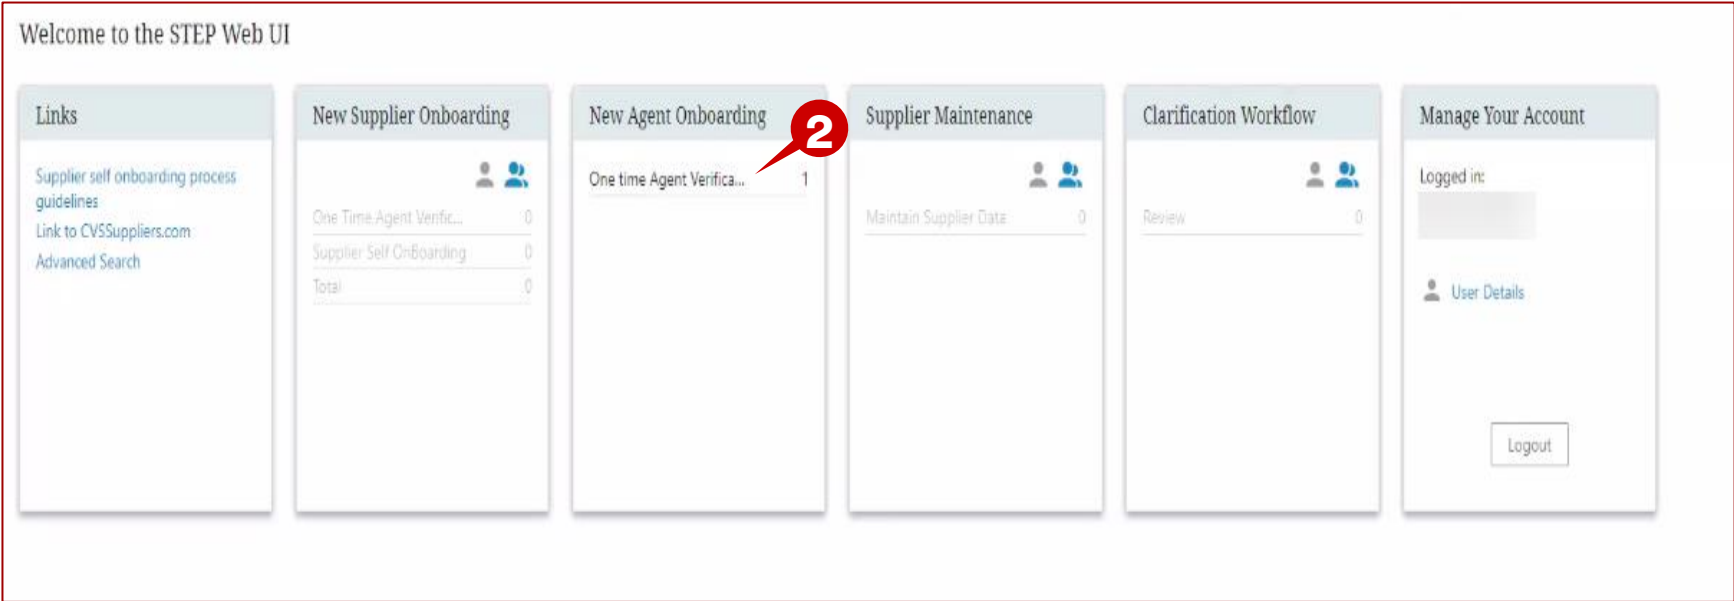 Welcome to the STEP Web UI
Links
Supplier self onboarding process
guidelines
Link to CVSSuppliers.com
Advanced Search
New Supplier Onboarding
One Time Agent Verific... 0
Supplier Self OnBoarding 0
Total 0
New Agent Onboarding
2
One time Agent Verifica... 1
Supplier Maintenance
Maintain Supplier Data 0
Clarification Workflow
Review 0
Manage Your Account
Logged in:
User Details
Logout